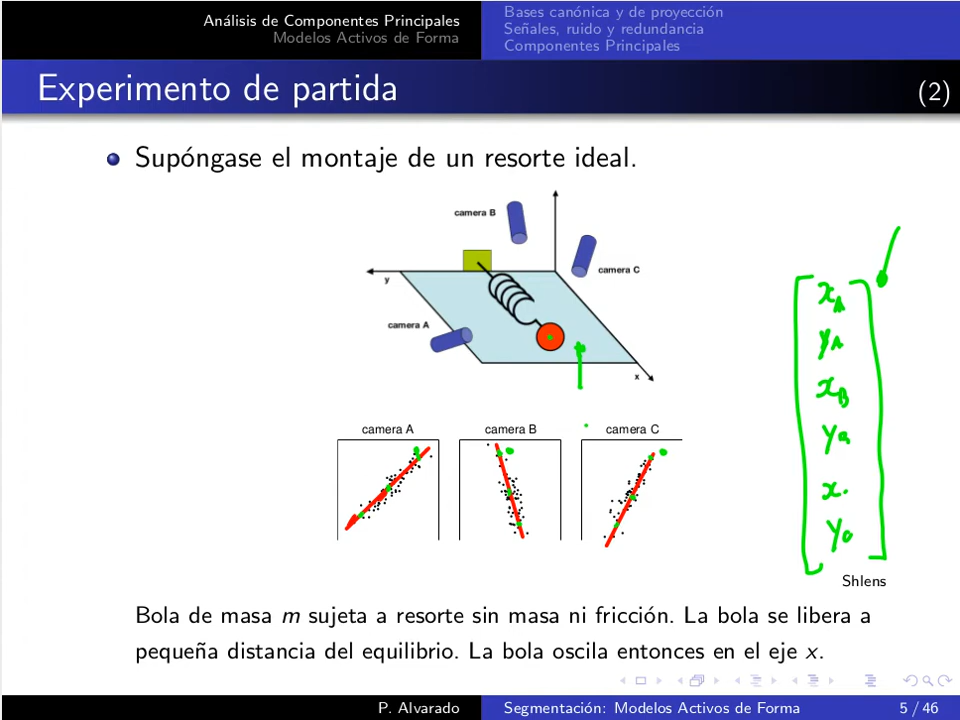 Análisis de Componentes Principales
Modelos Activos de Forma
Bases canónica y de proyección
Señales, ruido y redundancia
Componentes Principales
Experimento de partida
(2)
Supóngase el montaje de un resorte ideal.
camera B
camera C
y
camera A
x
camera A
camera B
camera C
x_A
y_A
x_B
y_B
x
y
Shlens
Bola de masa m sujeta a resorte sin masa ni fricción. La bola se libera a
pequeña distancia del equilibrio. La bola oscila entonces en el eje x.
P. Alvarado
Segmentación: Modelos Activos de Forma
5 / 46